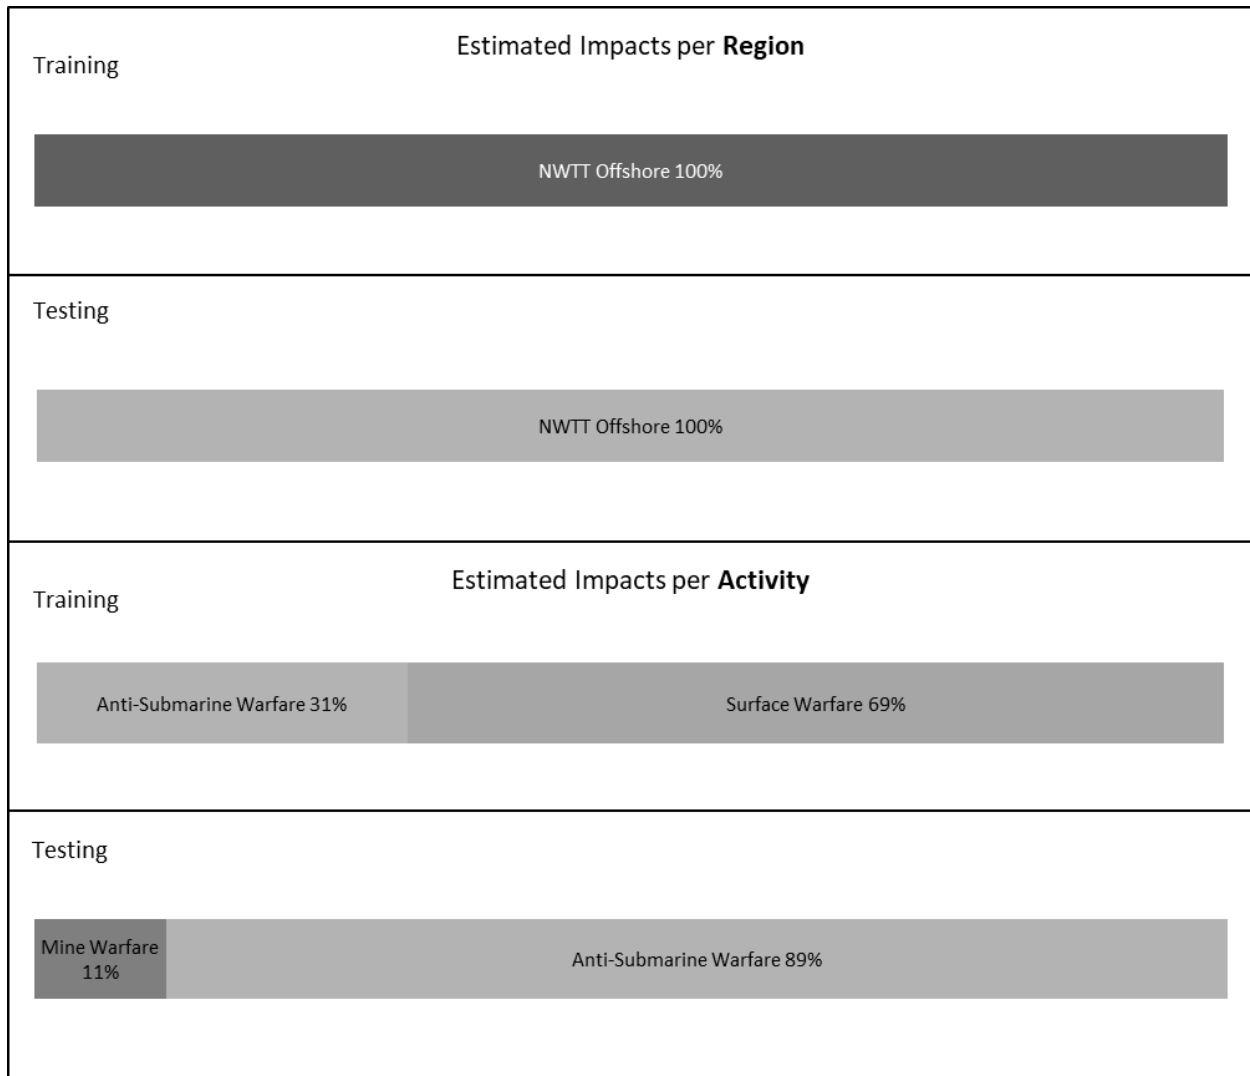 Estimated Impacts per Region
Training
NWTT Offshore 100%
Testing
NWTT Offshore 100%
Estimated Impacts per Activity
Training
Anti-Submarine Warfare 31%
Surface Warfare 69%
Testing
Mine Warfare
11%
Anti-Submarine Warfare 89%